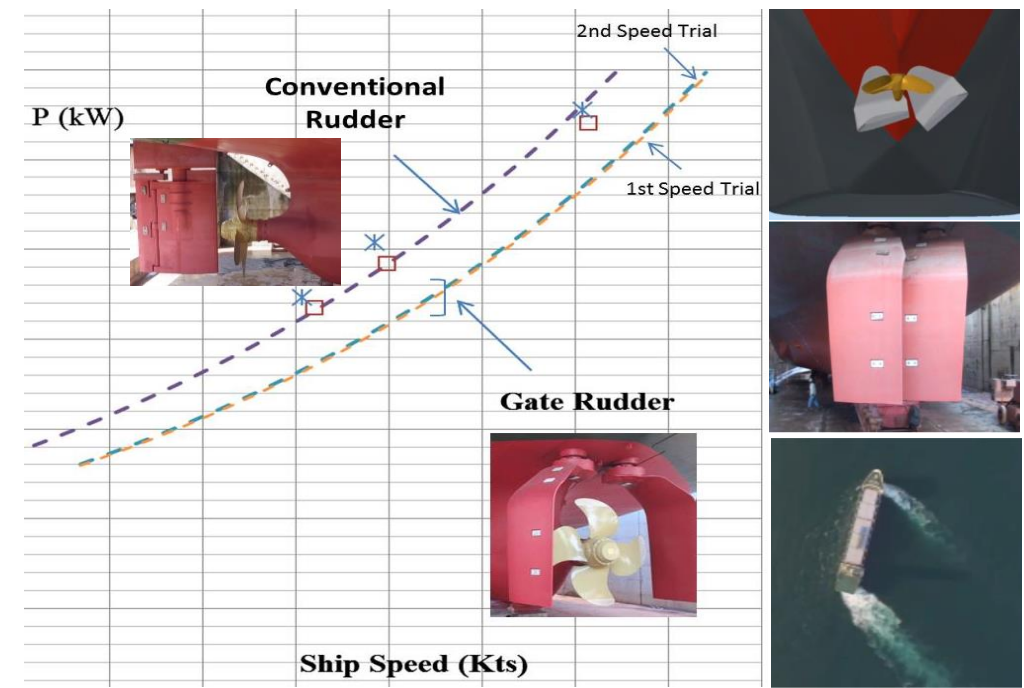 2nd Speed Trial
Conventional
Rudder
P (kW)
1st Speed Trial
Gate Rudder
Ship Speed (Kts)